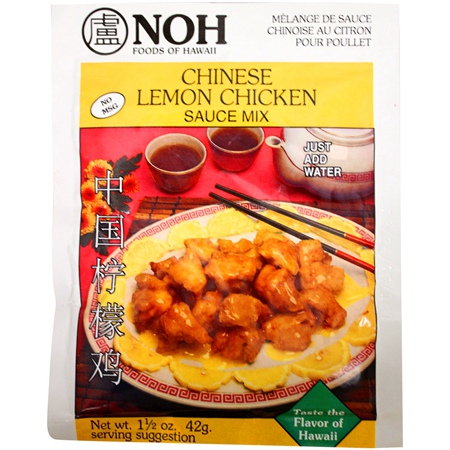 盧
NOH
FOODS OF HAWAII
MÉLANGE DE SAUCE
CHINOISE AU CITRON
POUR POULLET
CHINESE
LEMON CHICKEN
SAUCE MIX
NO
MSG
JUST
ADD
WATER
中国柠檬鸡
Net wt. 1½ oz. 42g.
serving suggestion
Taste the
Flavor of
Hawaii